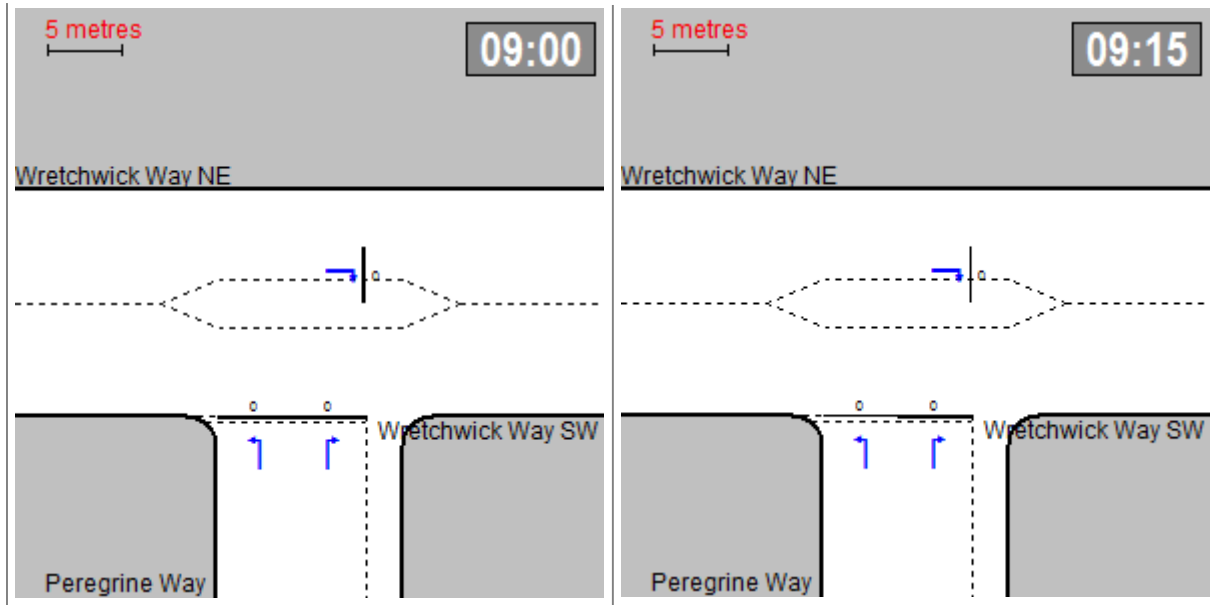 5 metres
09:00
Wretchwick Way NE
0
0 0
Wretchwick Way SW
Peregrine Way
5 metres
09:15
Wretchwick Way NE
0
0 0
Wretchwick Way SW
Peregrine Way